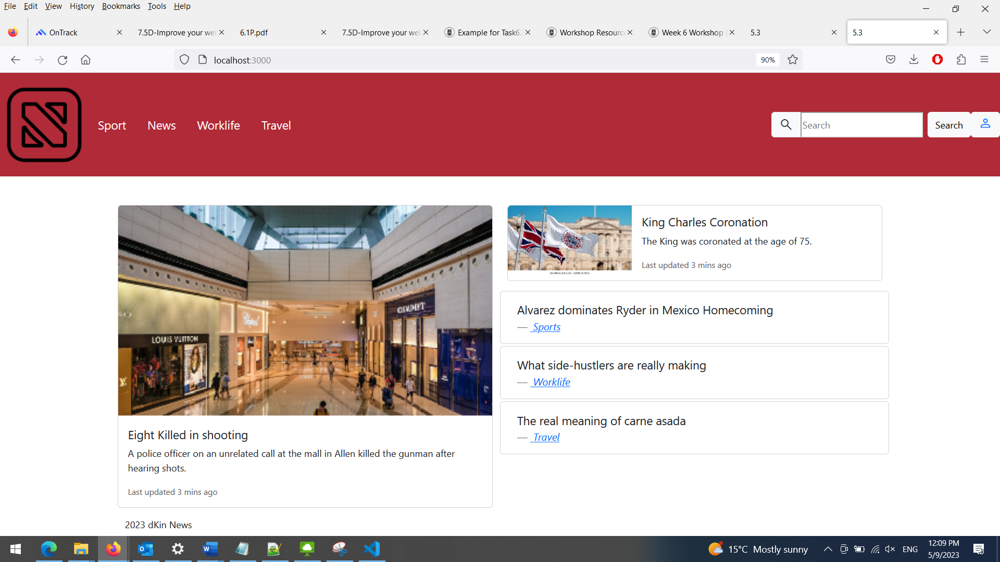 File Edit View History Bookmarks Tools Help
OnTrack 7.5D-Improve your we 6.1P.pdf 7.5D-Improve your we Example for Task6. Workshop Resource Week 6 Workshop 5.3 5.3
localhost:3000 90%
Sport News Worklife Travel Search Search
LOUIS VUITTON
shutterstock.com
King Charles Coronation
The King was coronated at the age of 75.
Last updated 3 mins ago
Alvarez dominates Ryder in Mexico Homecoming
— Sports
What side-hustlers are really making
— Worklife
The real meaning of carne asada
— Travel
Eight Killed in shooting
A police officer on an unrelated call at the mall in Allen killed the gunman after
hearing shots.
Last updated 3 mins ago
2023 dKin News
15°C Mostly sunny ENG 12:09 PM
5/9/2023